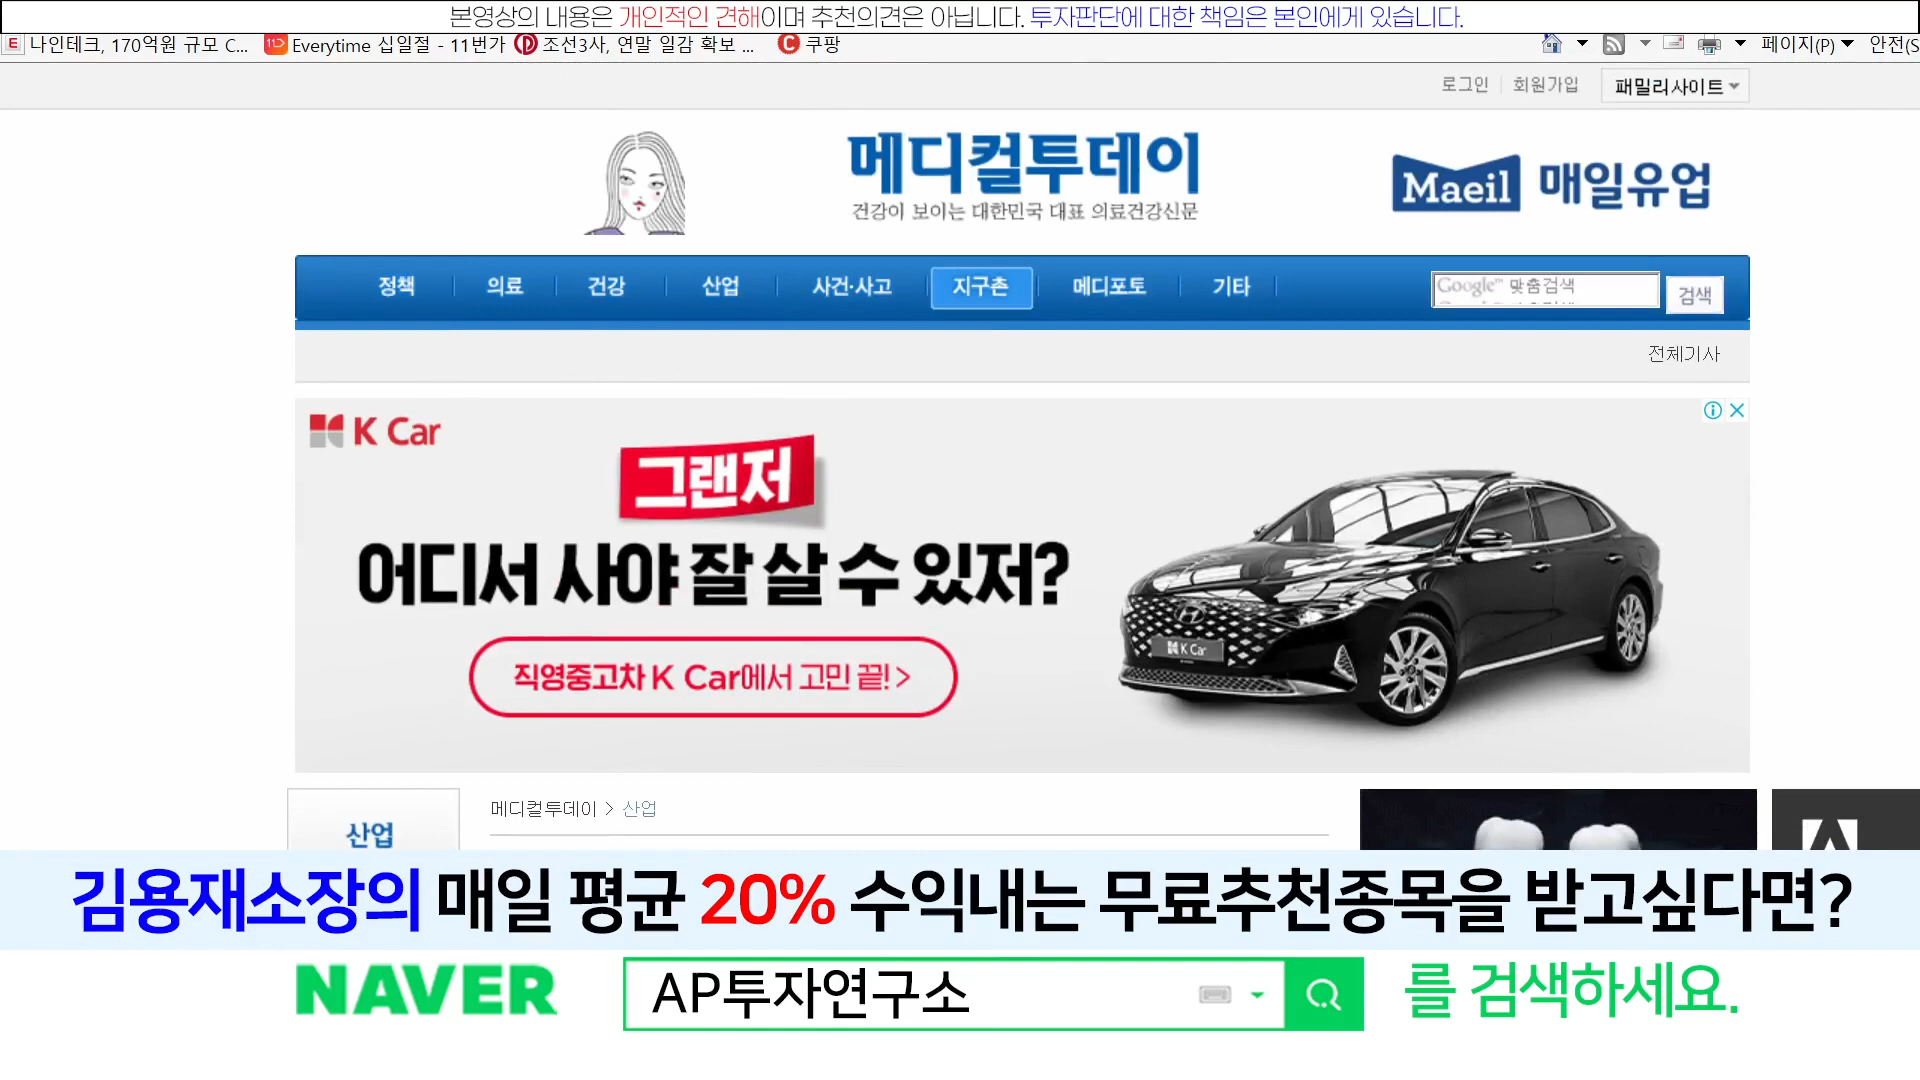 본영상의 내용은 개인적인 견해이며 추천의견은 아닙니다. 투자판단에 대한 책임은 본인에게 있습니다.
E 나인테크, 170억원 규모 C... 11D Everytime 십일절 - 11번가 조선3사, 연말 일감 확보 ... C 쿠팡 페이지(P) 안전(S
로그인 회원가입 패밀리사이트
메디컬투데이
건강이 보이는 대한민국 대표 의료건강신문
Maeil 매일유업
정책 의료 건강 산업 사건·사고 지구촌 메디포토 기타 Google™ 맞춤검색 검색
전체기사
K Car
그랜저
어디서 사야 잘 살 수 있저?
직영중고차 K Car에서 고민 끝! >
K Car
메디컬투데이 > 산업
산업
김용재소장의 매일 평균 20% 수익내는 무료추천종목을 받고싶다면?
NAVER AP투자연구소 를 검색하세요.